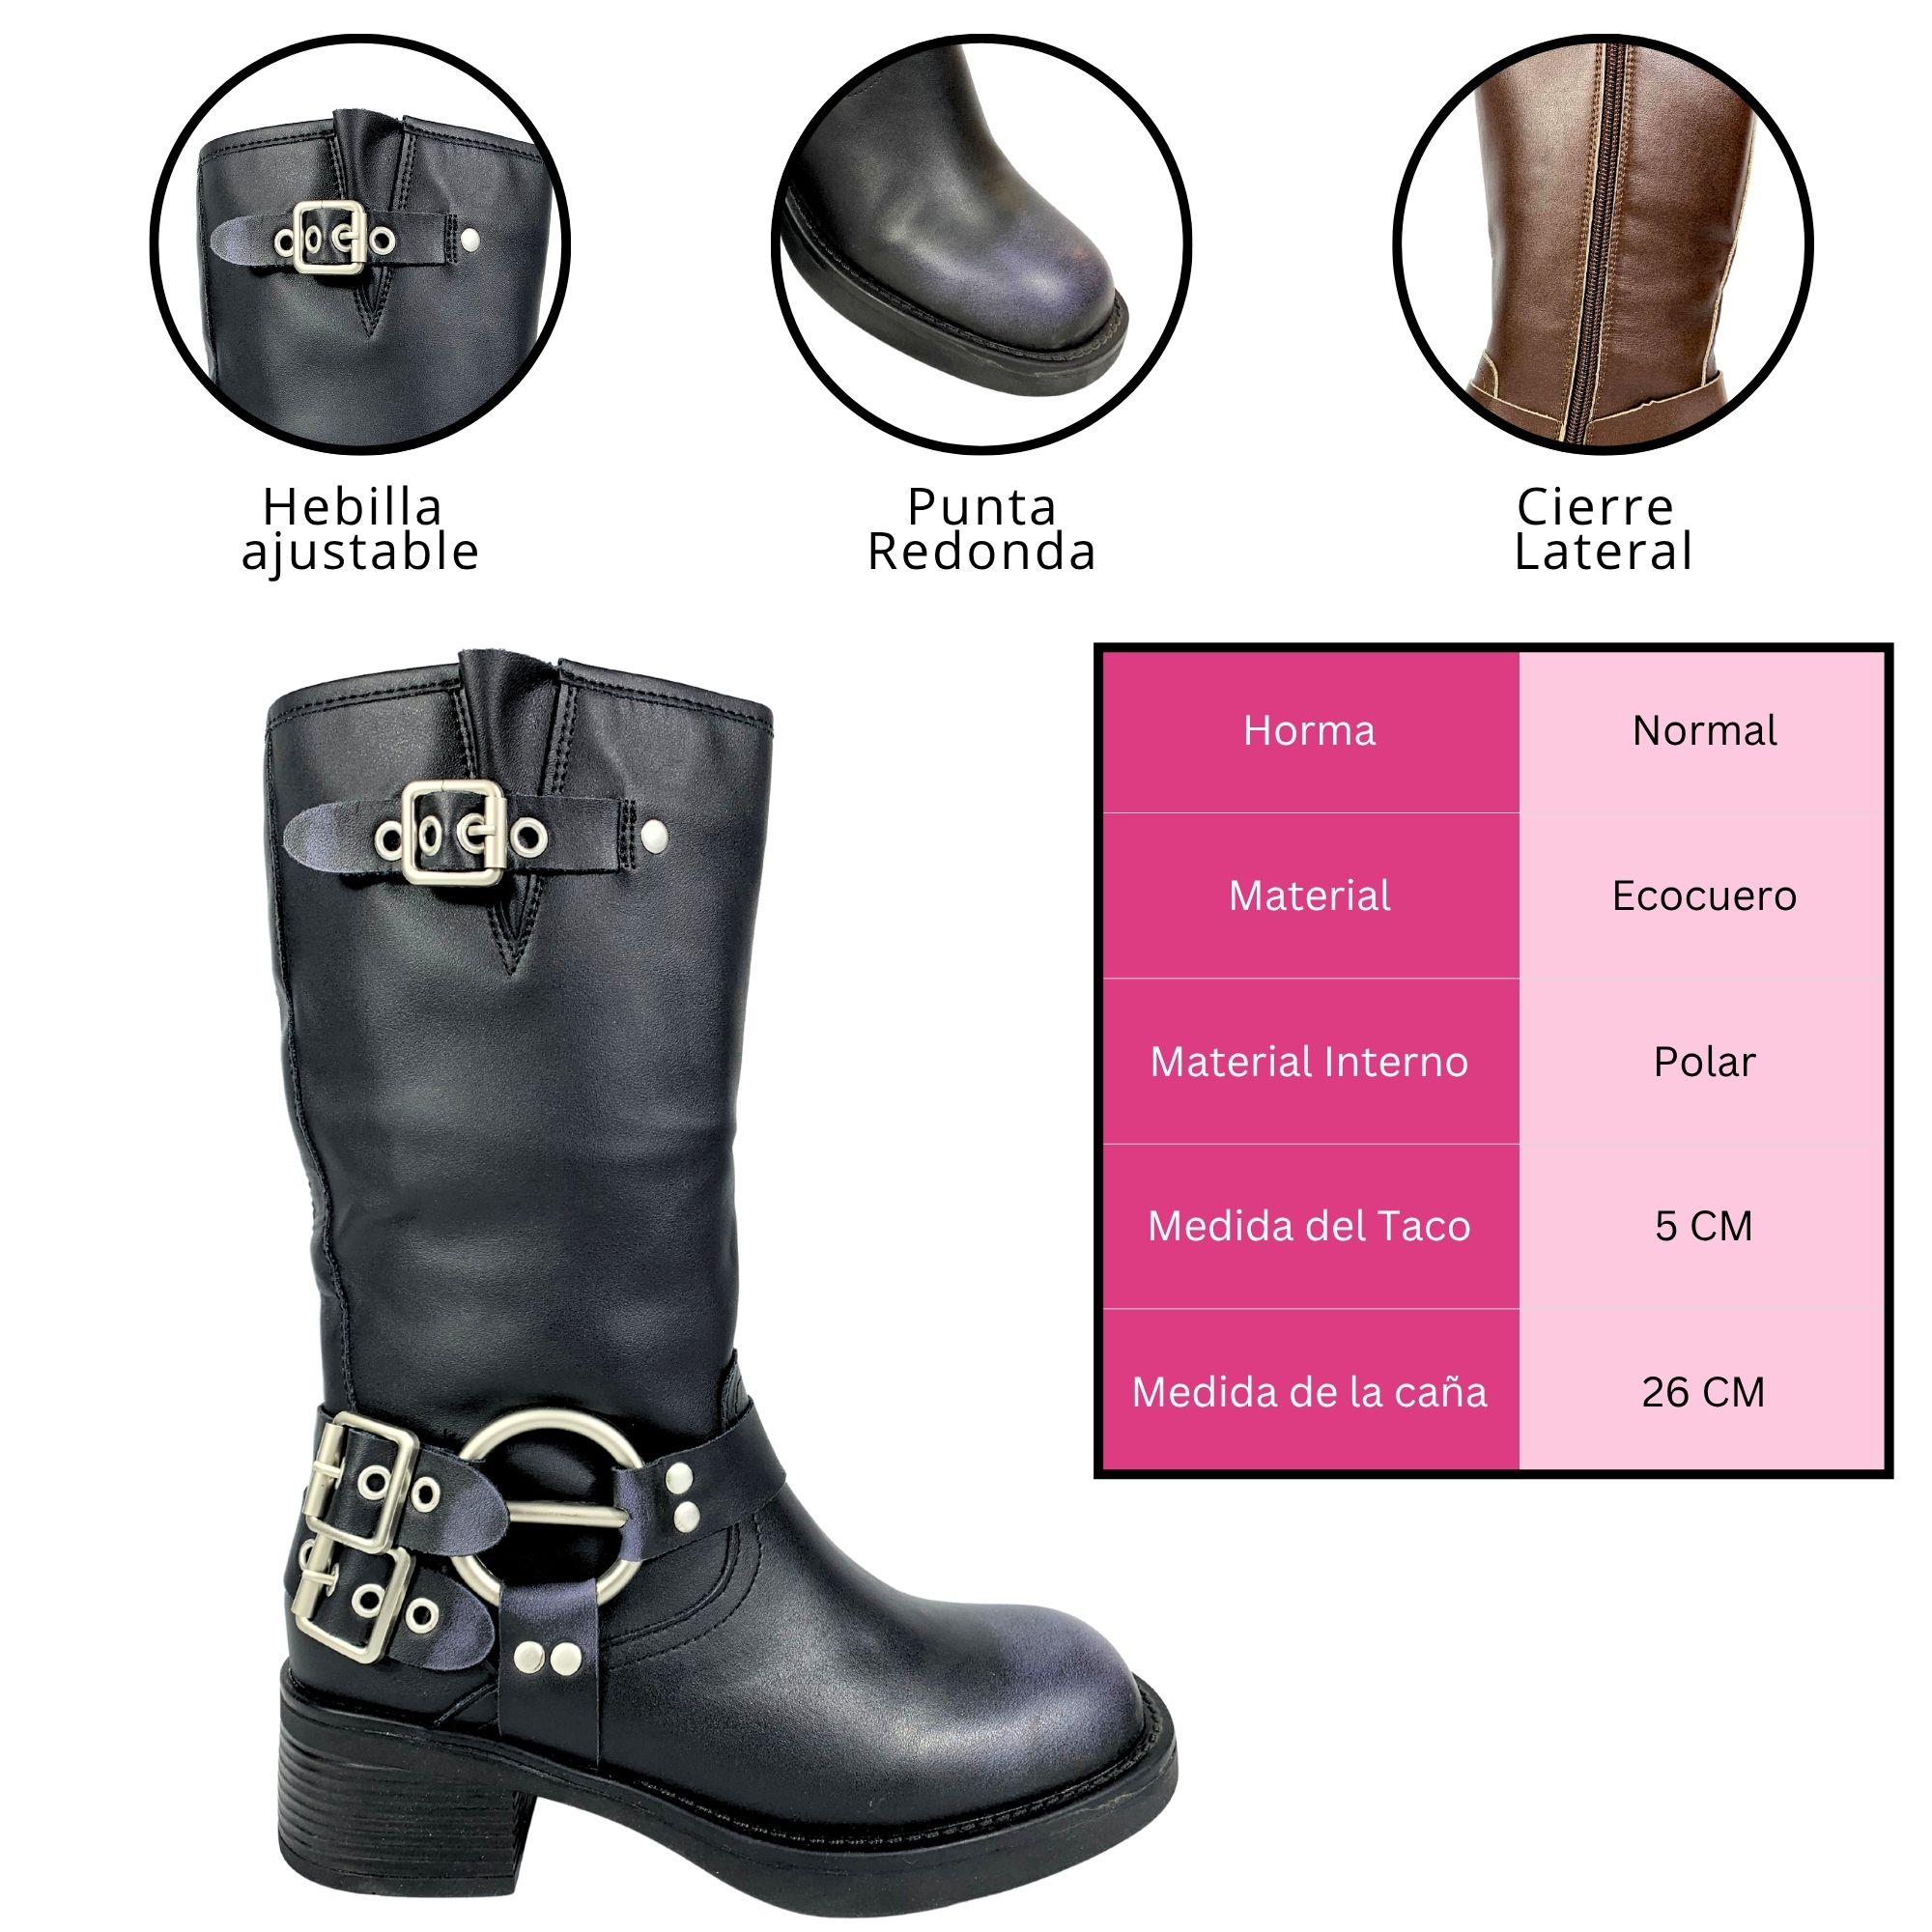 Hebilla
ajustable
Punta
Redonda
Cierre
Lateral
Horma Normal
Material Ecocuero
Material Interno Polar
Medida del Taco 5 CM
Medida de la caña 26 CM